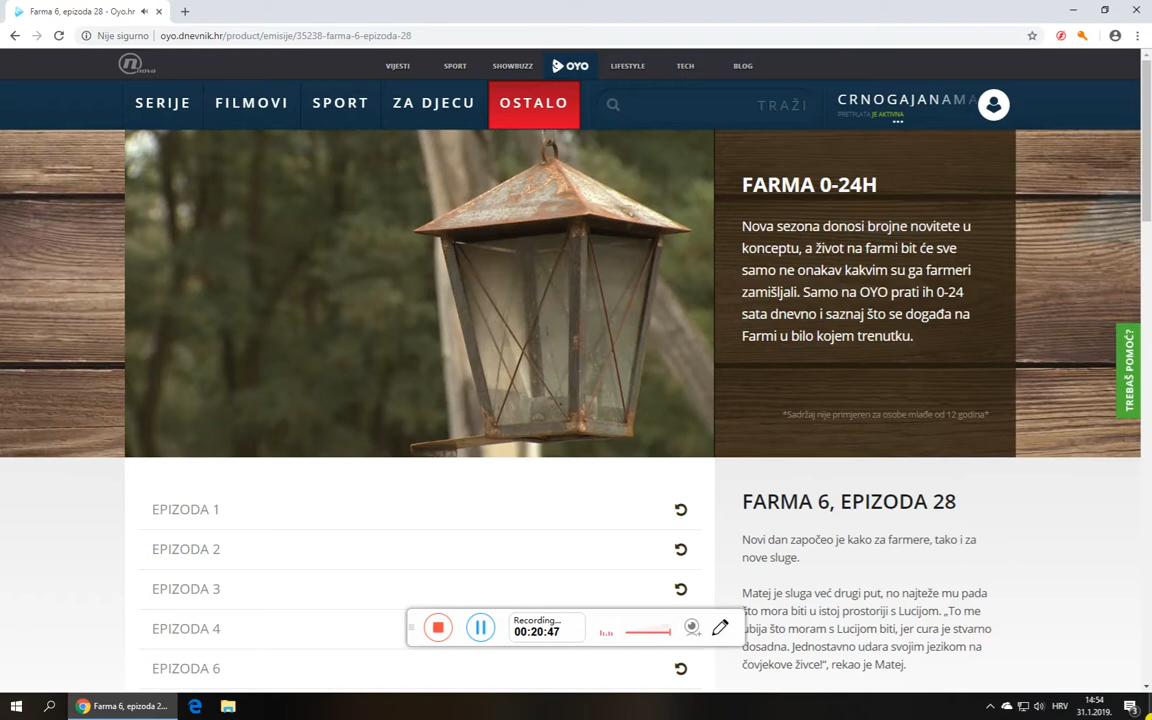 Farma 6, epizoda 28 - Oyo.hr
Nije sigurno
oyo.dnevnik.hr/product/emisije/35238-farma-6-epizoda-28
nova
VIJESTI
SPORT
SHOWBUZZ
OYO
LIFESTYLE
TECH
BLOG
SERIJE
FILMOVI
SPORT
ZA DJECU
OSTALO
TRAŽI
CRNOGAJANAMA
PRETPLATA JE AKTIVNA
FARMA 0-24H
Nova sezona donosi brojne novitete u
konceptu, a život na farmi bit će sve
samo ne onakav kakvim su ga farmeri
zamišljali. Samo na OYO prati ih 0-24
sata dnevno i saznaj što se događa na
Farmi u bilo kojem trenutku.
*Sadržaj nije primjeren za osobe mlađe od 12 godina*
TREBAŠ POMOĆ?
EPIZODA 1
EPIZODA 2
EPIZODA 3
EPIZODA 4
EPIZODA 6
FARMA 6, EPIZODA 28
Novi dan započeo je kako za farmere, tako i za
nove sluge.
Matej je sluga već drugi put, no najteže mu pada
što mora biti u istoj prostoriji s Lucijom. „To me
ubija što moram s Lucijom biti, jer cura je stvarno
dosadna. Jednostavno udara svojim jezikom na
čovjekove živce!", rekao je Matej.
Recording...
00:20:47
Farma 6, epizoda 2...
HRV
14:54
31.1.2019.
3